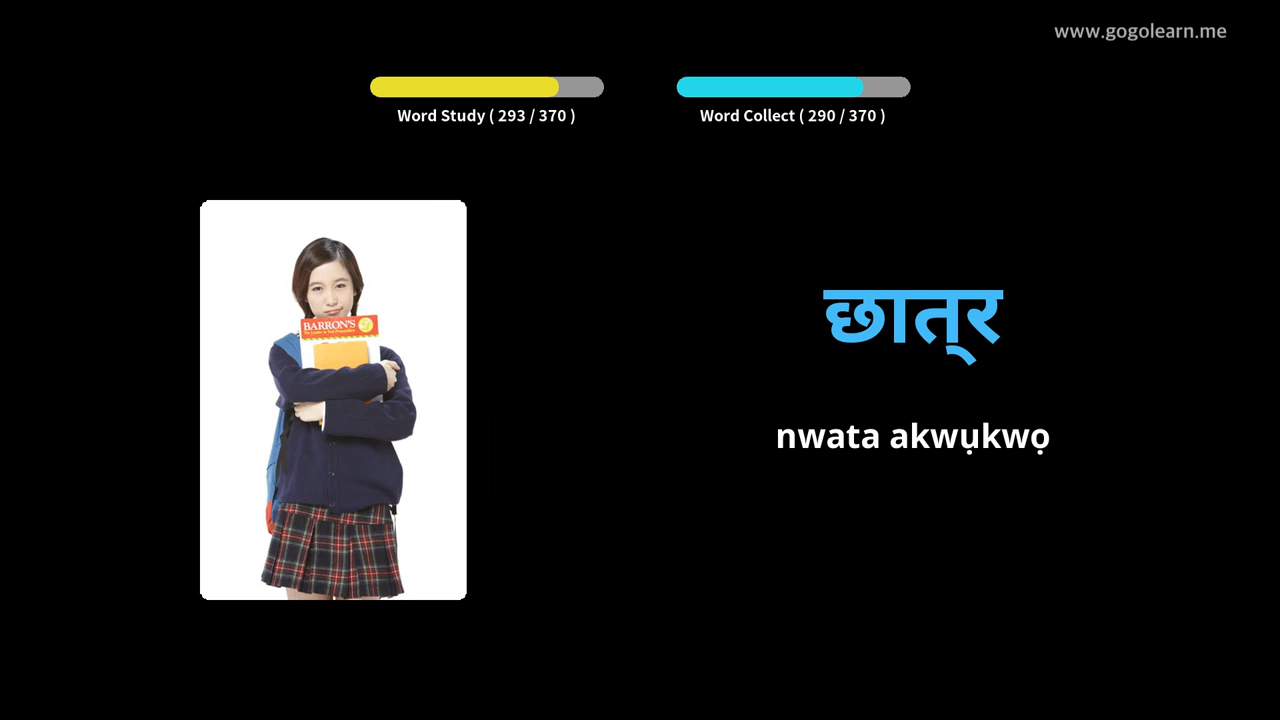 www.gogolearn.me
Word Study ( 293 / 370 )
Word Collect ( 290 / 370 )
BARRON'S
छात्‌र
nwata akwụkwọ